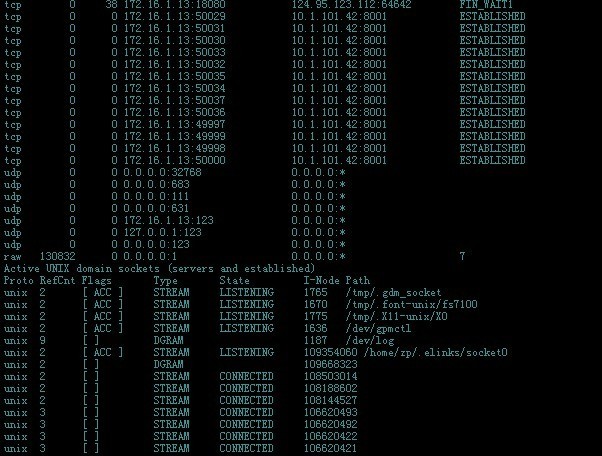 tcp 0 38 172.16.1.13:18080 124.95.123.112:64642 FIN_WAIT1
tcp 0 0 172.16.1.13:50029 10.1.101.42:8001 ESTABLISHED
tcp 0 0 172.16.1.13:50031 10.1.101.42:8001 ESTABLISHED
tcp 0 0 172.16.1.13:50030 10.1.101.42:8001 ESTABLISHED
tcp 0 0 172.16.1.13:50033 10.1.101.42:8001 ESTABLISHED
tcp 0 0 172.16.1.13:50032 10.1.101.42:8001 ESTABLISHED
tcp 0 0 172.16.1.13:50035 10.1.101.42:8001 ESTABLISHED
tcp 0 0 172.16.1.13:50034 10.1.101.42:8001 ESTABLISHED
tcp 0 0 172.16.1.13:50037 10.1.101.42:8001 ESTABLISHED
tcp 0 0 172.16.1.13:50036 10.1.101.42:8001 ESTABLISHED
tcp 0 0 172.16.1.13:49997 10.1.101.42:8001 ESTABLISHED
tcp 0 0 172.16.1.13:49999 10.1.101.42:8001 ESTABLISHED
tcp 0 0 172.16.1.13:49998 10.1.101.42:8001 ESTABLISHED
tcp 0 0 172.16.1.13:50000 10.1.101.42:8001 ESTABLISHED
udp 0 0 0.0.0.0:32768 0.0.0.0:*
udp 0 0 0.0.0.0:683 0.0.0.0:*
udp 0 0 0.0.0.0:111 0.0.0.0:*
udp 0 0 0.0.0.0:631 0.0.0.0:*
udp 0 0 172.16.1.13:123 0.0.0.0:*
udp 0 0 127.0.0.1:123 0.0.0.0:*
udp 0 0 0.0.0.0:123 0.0.0.0:*
raw 130832 0 0.0.0.0:1 0.0.0.0:* 7
Active UNIX domain sockets (servers and established)
Proto RefCnt Flags Type State I-Node Path
unix 2 [ ACC ] STREAM LISTENING 1765 /tmp/.gdm_socket
unix 2 [ ACC ] STREAM LISTENING 1670 /tmp/.font-unix/fs7100
unix 2 [ ACC ] STREAM LISTENING 1775 /tmp/.X11-unix/X0
unix 2 [ ACC ] STREAM LISTENING 1636 /dev/gpmctl
unix 9 [ ] DGRAM 1187 /dev/log
unix 2 [ ACC ] STREAM LISTENING 109354060 /home/zp/.elinks/socket0
unix 2 [ ] DGRAM 109668323
unix 2 [ ] STREAM CONNECTED 108503014
unix 2 [ ] STREAM CONNECTED 108188602
unix 2 [ ] STREAM CONNECTED 108144527
unix 3 [ ] STREAM CONNECTED 106620493
unix 3 [ ] STREAM CONNECTED 106620492
unix 3 [ ] STREAM CONNECTED 106620422
unix 3 [ ] STREAM CONNECTED 106620421